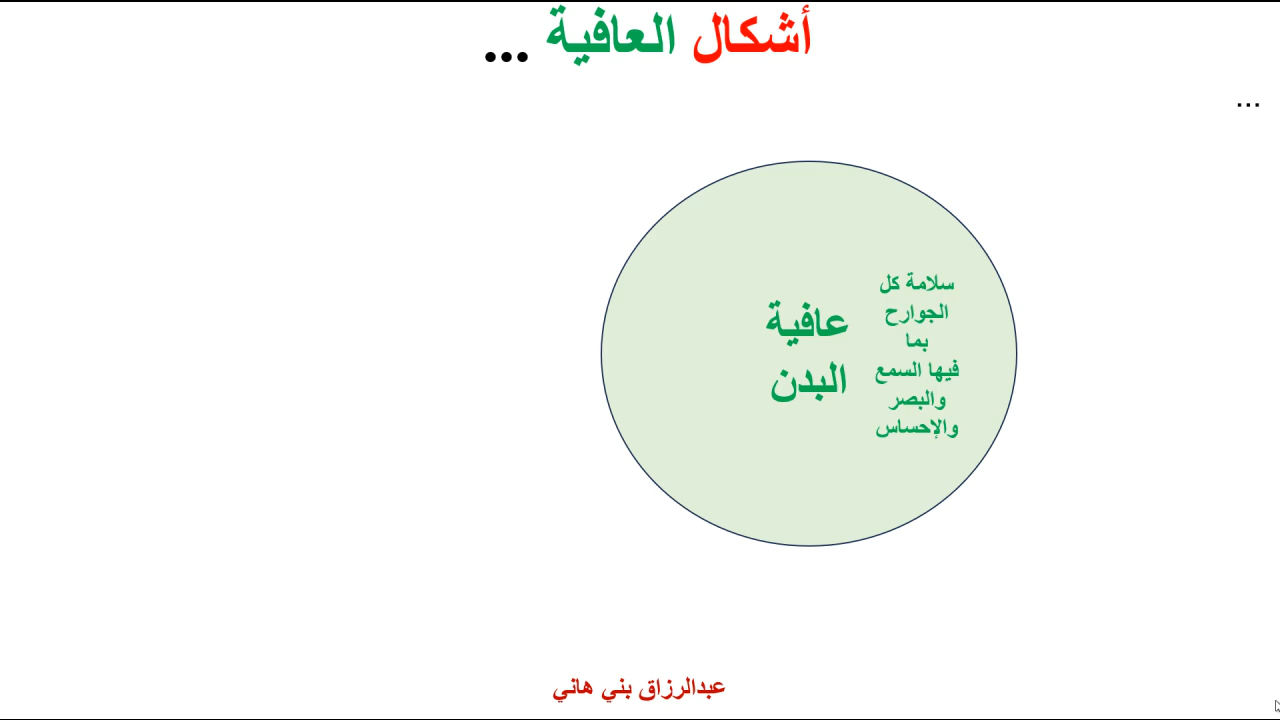 أشكال العافية ...
...
سلامة كل
الجوارح
بما
فيها السمع
والبصر
والإحساس
عافية
البدن
عبدالرزاق بني هاني